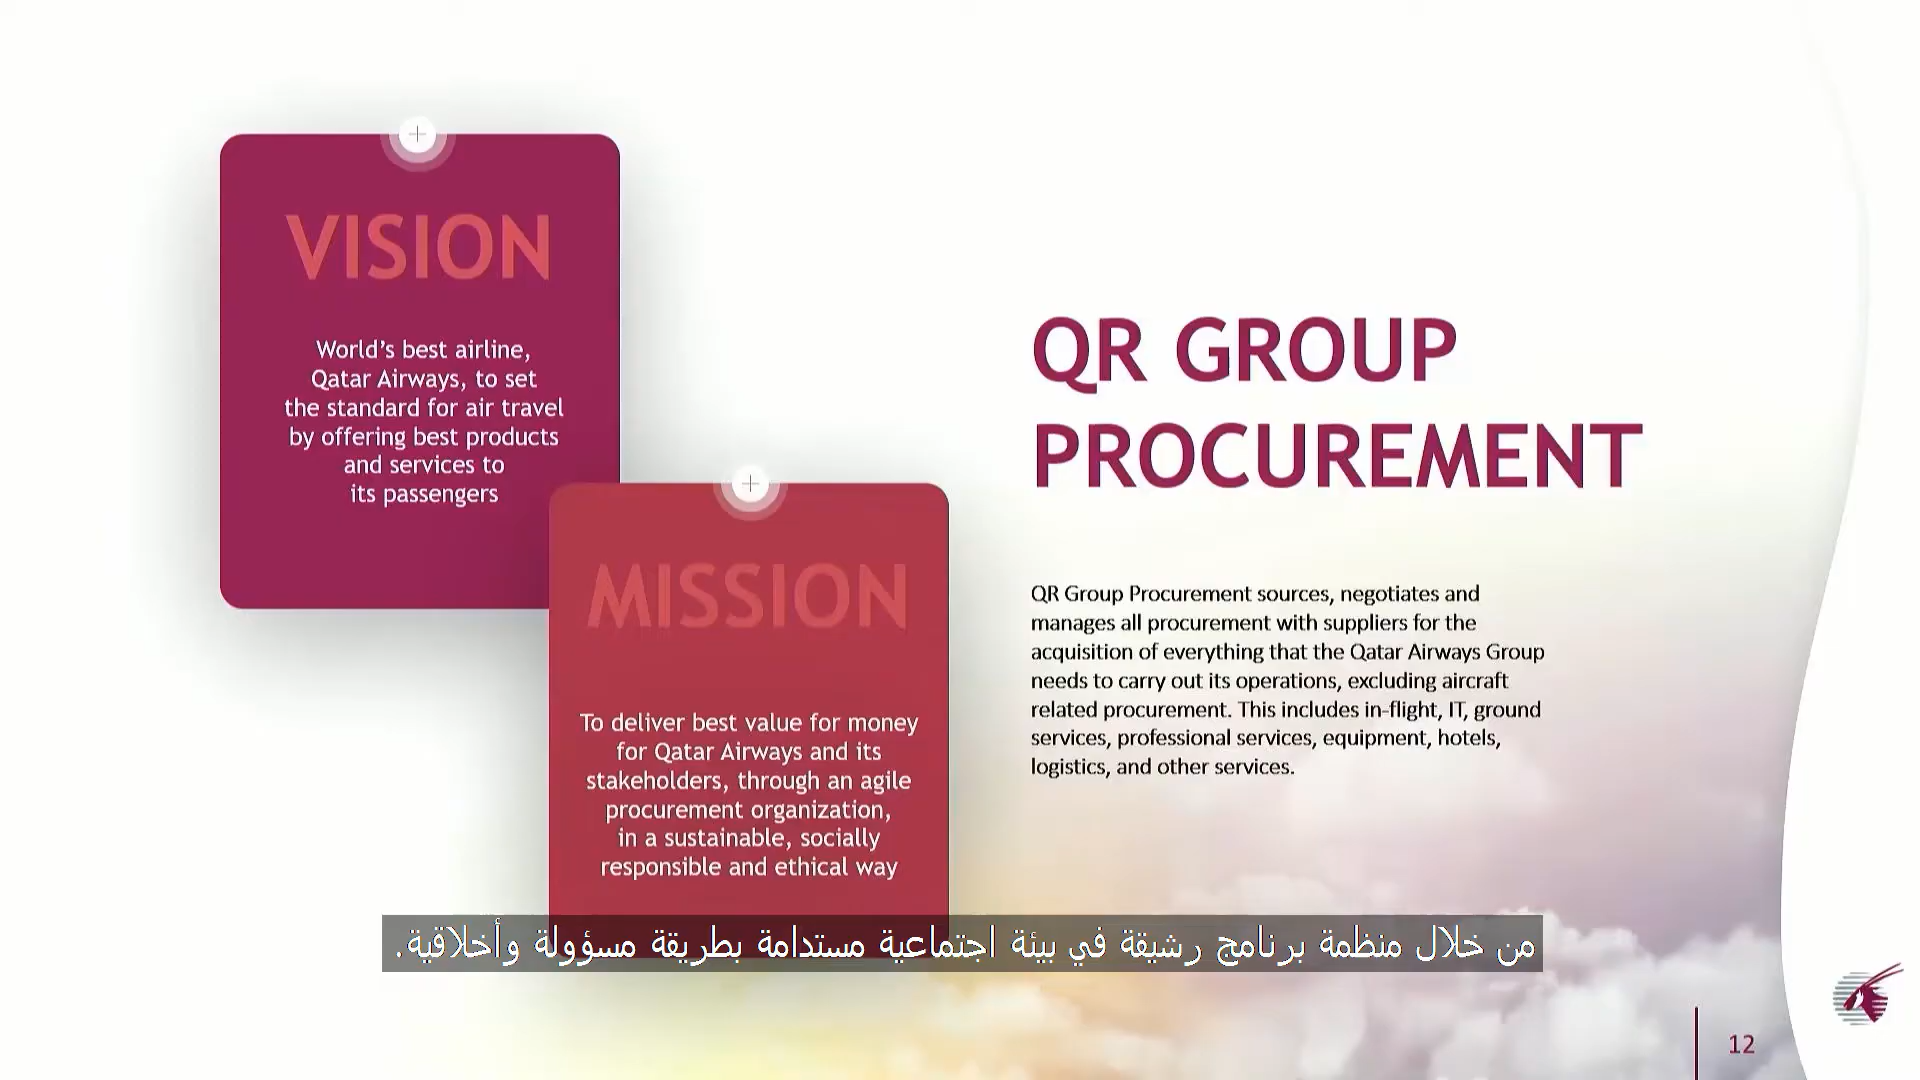 VISION
World's best airline,
Qatar Airways, to set
the standard for air travel
by offering best products
and services to
its passengers
MISSION
To deliver best value for money
for Qatar Airways and its
stakeholders, through an agile
procurement organization,
in a sustainable, socially
responsible and ethical way
QR GROUP
PROCUREMENT
QR Group Procurement sources, negotiates and
manages all procurement with suppliers for the
acquisition of everything that the Qatar Airways Group
needs to carry out its operations, excluding aircraft
related procurement. This includes in-flight, IT, ground
services, professional services, equipment, hotels,
logistics, and other services.
من خلال منظمة برنامج رشيقة في بيئة اجتماعية مستدامة بطريقة مسؤولة وأخلاقية.
12